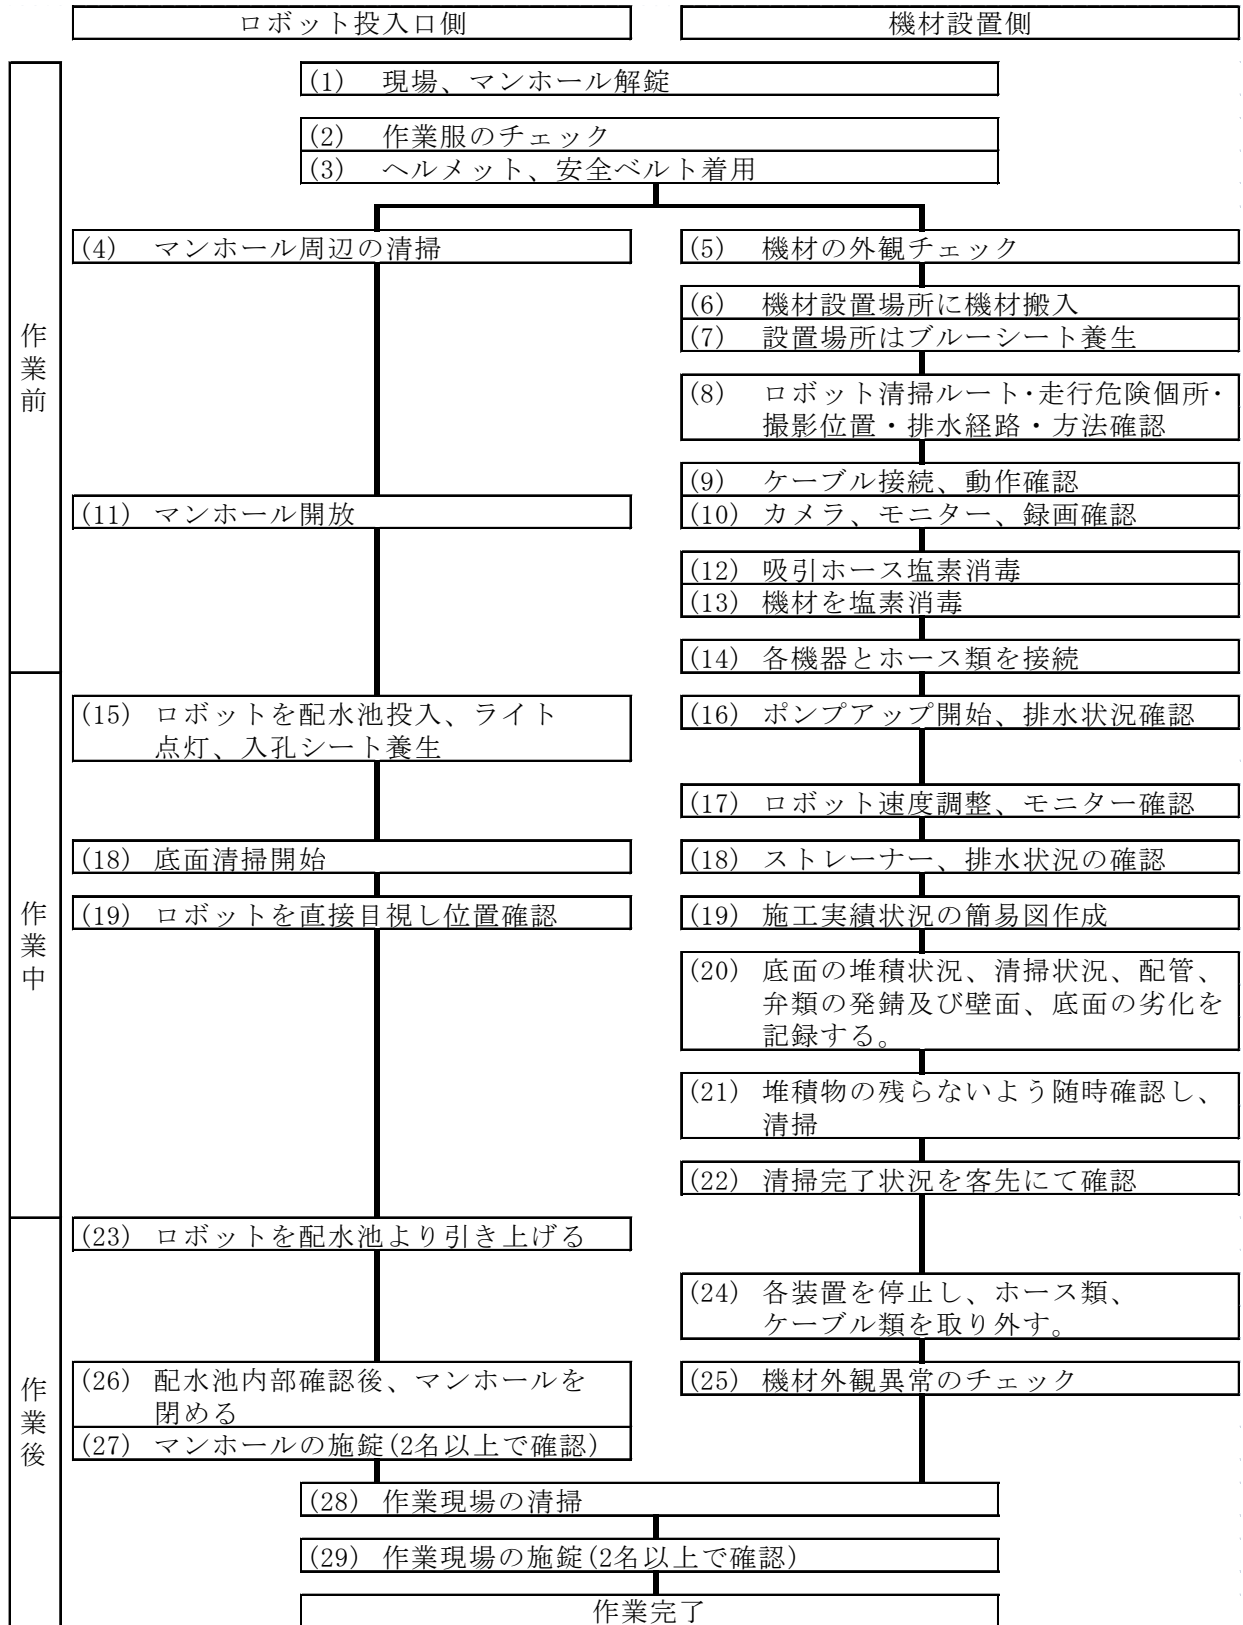 ロボット投入口側
機材設置側
作業前
(1) 現場、マンホール解錠
(2) 作業服のチェック
(3) ヘルメット、安全ベルト着用
(4) マンホール周辺の清掃
(5) 機材の外観チェック
(6) 機材設置場所に機材搬入
(7) 設置場所はブルーシート養生
(8) ロボット清掃ルート・走行危険個所・
撮影位置・排水経路・方法確認
(9) ケーブル接続、動作確認
(11) マンホール開放
(10) カメラ、モニター、録画確認
(12) 吸引ホース塩素消毒
(13) 機材を塩素消毒
(14) 各機器とホース類を接続
作業中
(15) ロボットを配水池投入、ライト
点灯、入孔シート養生
(16) ポンプアップ開始、排水状況確認
(17) ロボット速度調整、モニター確認
(18) 底面清掃開始
(18) ストレーナー、排水状況の確認
(19) ロボットを直接目視し位置確認
(19) 施工実績状況の簡易図作成
(20) 底面の堆積状況、清掃状況、配管、
弁類の発錆及び壁面、底面の劣化を
記録する。
(21) 堆積物の残らないよう随時確認し、
清掃
(22) 清掃完了状況を客先にて確認
作業後
(23) ロボットを配水池より引き上げる
(24) 各装置を停止し、ホース類、
ケーブル類を取り外す。
(26) 配水池内部確認後、マンホールを
閉める
(25) 機材外観異常のチェック
(27) マンホールの施錠(2名以上で確認)
(28) 作業現場の清掃
(29) 作業現場の施錠(2名以上で確認)
作業完了